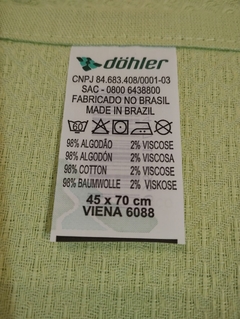 döhler
CNPJ 84.683.408/0001-03
SAC - 0800 6438800
FABRICADO NO BRASIL
MADE IN BRAZIL
98% ALGODÃO 2% VISCOSE
98% ALGODÓN 2% VISCOSA
98% COTTON 2% VISCOSE
98% BAUMWOLLE 2% VISKOSE
45 x 70 cm
VIENA 6088